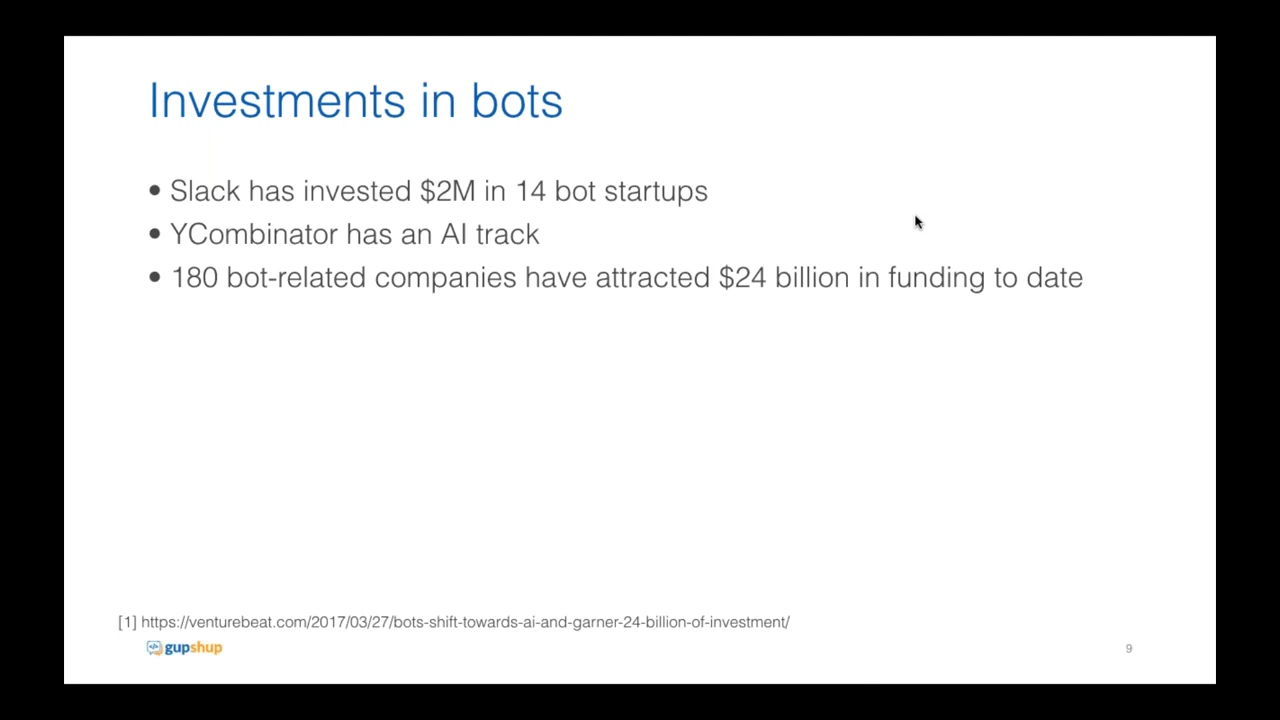 Investments in bots
• Slack has invested $2M in 14 bot startups
• YCombinator has an AI track
• 180 bot-related companies have attracted $24 billion in funding to date
[1] https://venturebeat.com/2017/03/27/bots-shift-towards-ai-and-garner-24-billion-of-investment/
</> gupshup
9